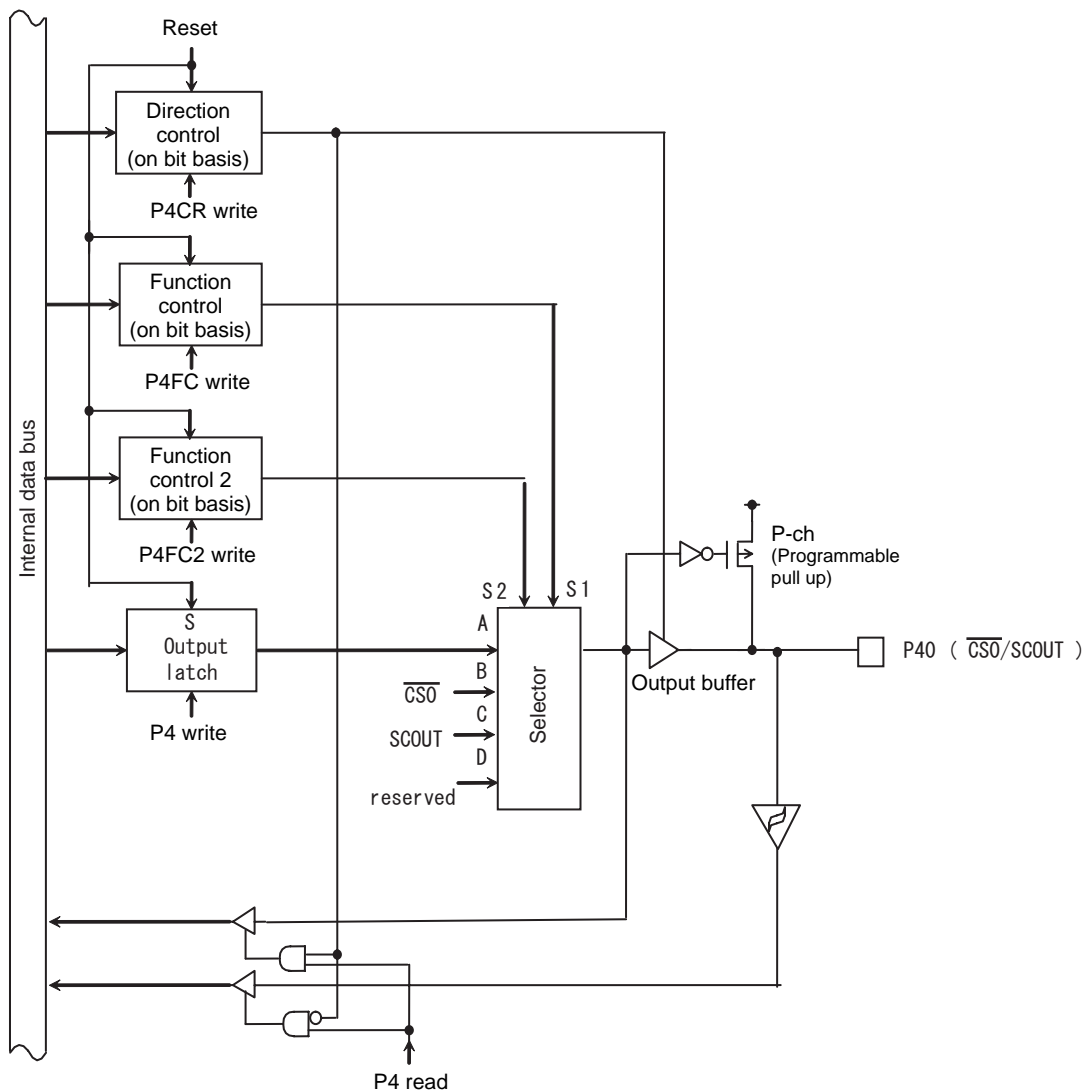 Reset
Direction
control
(on bit basis)
P4CR write
Function
control
(on bit basis)
P4FC write
Internal data bus
Function
control 2
(on bit basis)
P4FC2 write
P-ch
(Programmable
pull up)
S2
S1
S
Output
latch
P4 write
A
B
C̅S̅0̅
C
SCOUT
D
reserved
Selector
Output buffer
P40 ( C̅S̅0̅/SCOUT )
P4 read